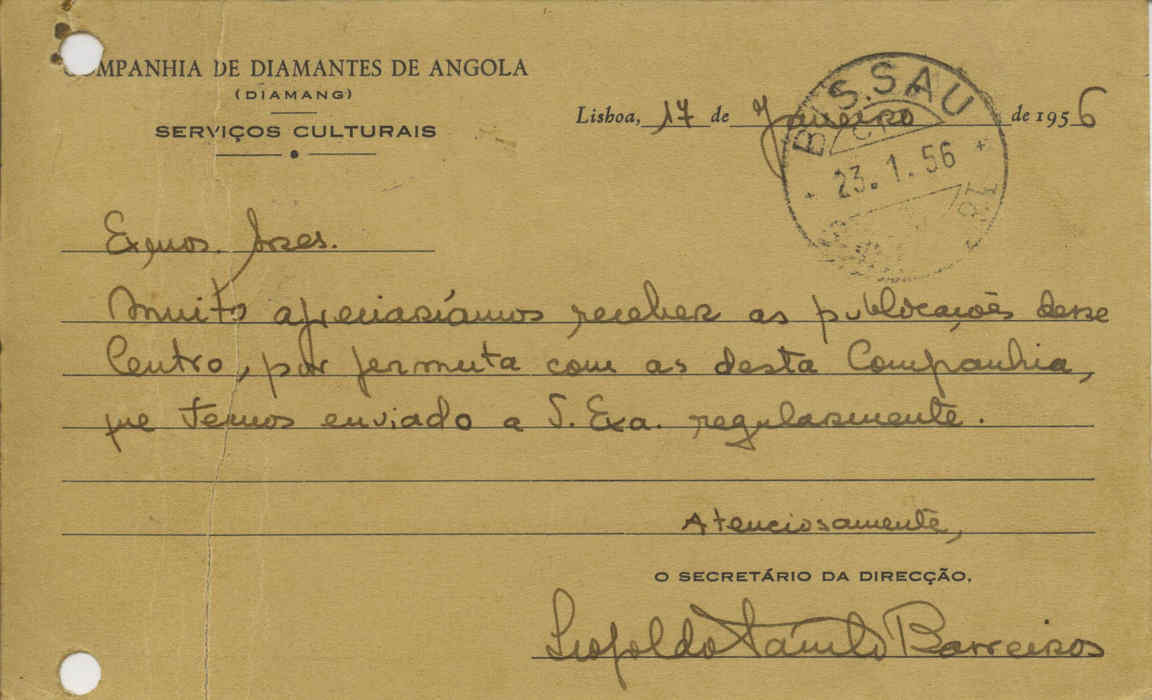 COMPANHIA DE DIAMANTES DE ANGOLA
(DIAMANG)
SERVIÇOS CULTURAIS
Lisboa, 17 de Janeiro de 1956
BISSAU
23.1.56
Exmos. Snres.
Muito apreciaríamos receber as publicações desse
Centro, por permuta com as desta Companhia,
que temos enviado a V. Exa. regularmente.
Atenciosamente,
O SECRETÁRIO DA DIRECÇÃO,
Leopoldo Barreiros